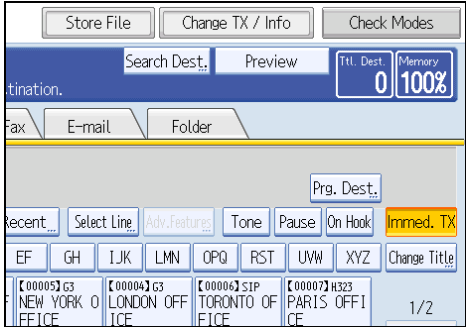 Store File Change TX / Info Check Modes
Search Dest. Preview Ttl. Dest. Memory
0 100%
tination.
Fax E-mail Folder
Prg. Dest.
Recent Select Line Adv.Features Tone Pause On Hook Immed. TX
EF GH IJK LMN OPQ RST UVW XYZ Change Title
【00005】G3 【00004】G3 【00006】SIP 【00007】H323
F NEW YORK O LONDON OFF TORONTO OF PARIS OFFI 1/2
FFICE ICE FICE CE